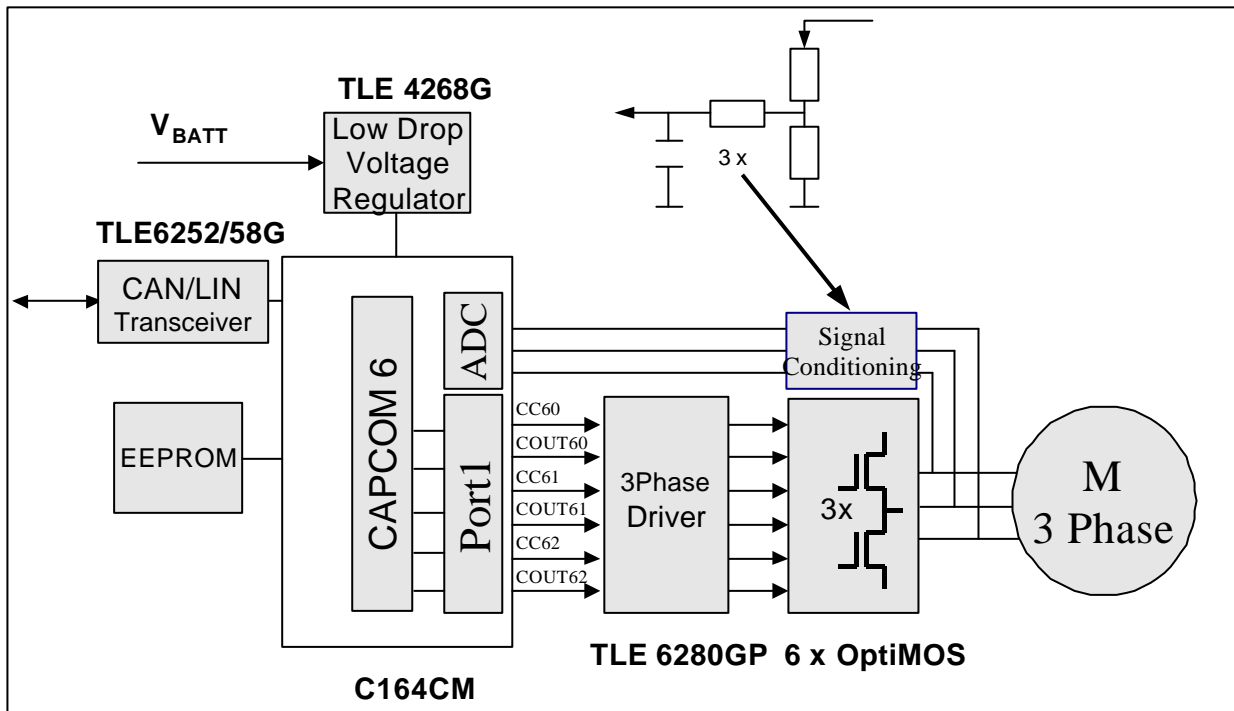 TLE 4268G
V_BATT
Low Drop
Voltage
Regulator
3 x
TLE6252/58G
CAN/LIN
Transceiver
EEPROM
CAPCOM 6
ADC
Port1
Signal
Conditioning
CC60
COUT60
CC61
COUT61
CC62
COUT62
3Phase
Driver
3x
M
3 Phase
TLE 6280GP 6 x OptiMOS
C164CM